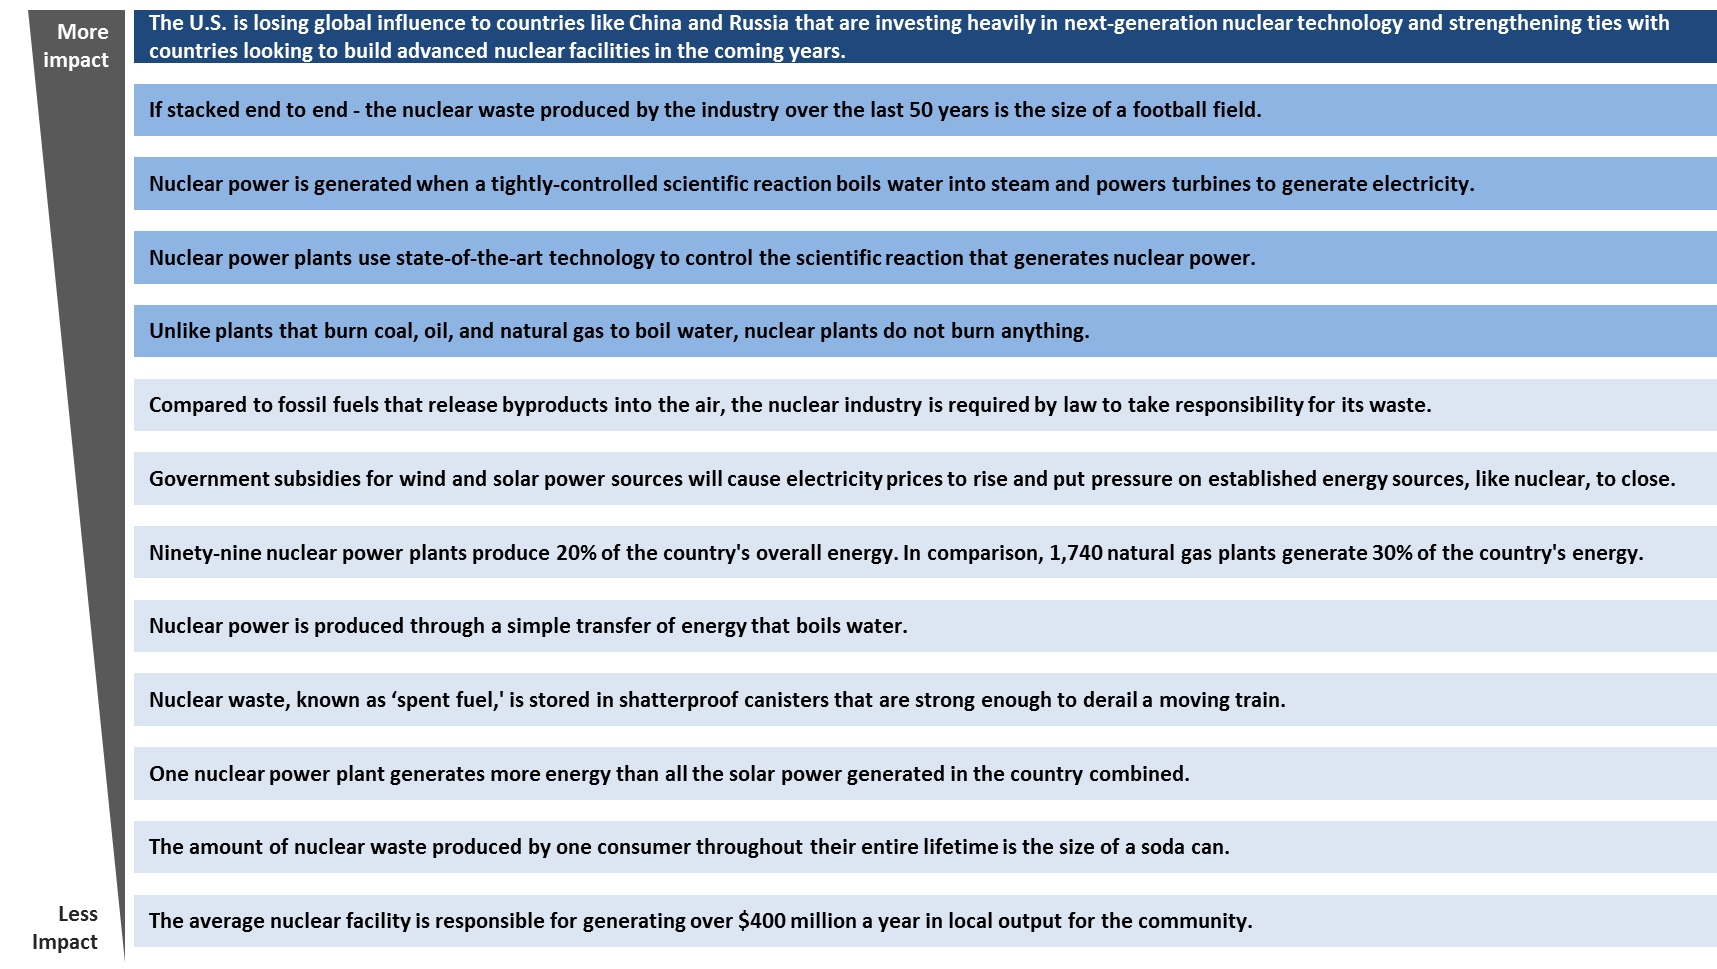 More
impact
The U.S. is losing global influence to countries like China and Russia that are investing heavily in next-generation nuclear technology and strengthening ties with
countries looking to build advanced nuclear facilities in the coming years.
If stacked end to end - the nuclear waste produced by the industry over the last 50 years is the size of a football field.
Nuclear power is generated when a tightly-controlled scientific reaction boils water into steam and powers turbines to generate electricity.
Nuclear power plants use state-of-the-art technology to control the scientific reaction that generates nuclear power.
Unlike plants that burn coal, oil, and natural gas to boil water, nuclear plants do not burn anything.
Compared to fossil fuels that release byproducts into the air, the nuclear industry is required by law to take responsibility for its waste.
Government subsidies for wind and solar power sources will cause electricity prices to rise and put pressure on established energy sources, like nuclear, to close.
Ninety-nine nuclear power plants produce 20% of the country's overall energy. In comparison, 1,740 natural gas plants generate 30% of the country's energy.
Nuclear power is produced through a simple transfer of energy that boils water.
Nuclear waste, known as ‘spent fuel,' is stored in shatterproof canisters that are strong enough to derail a moving train.
One nuclear power plant generates more energy than all the solar power generated in the country combined.
The amount of nuclear waste produced by one consumer throughout their entire lifetime is the size of a soda can.
The average nuclear facility is responsible for generating over $400 million a year in local output for the community.
Less
Impact